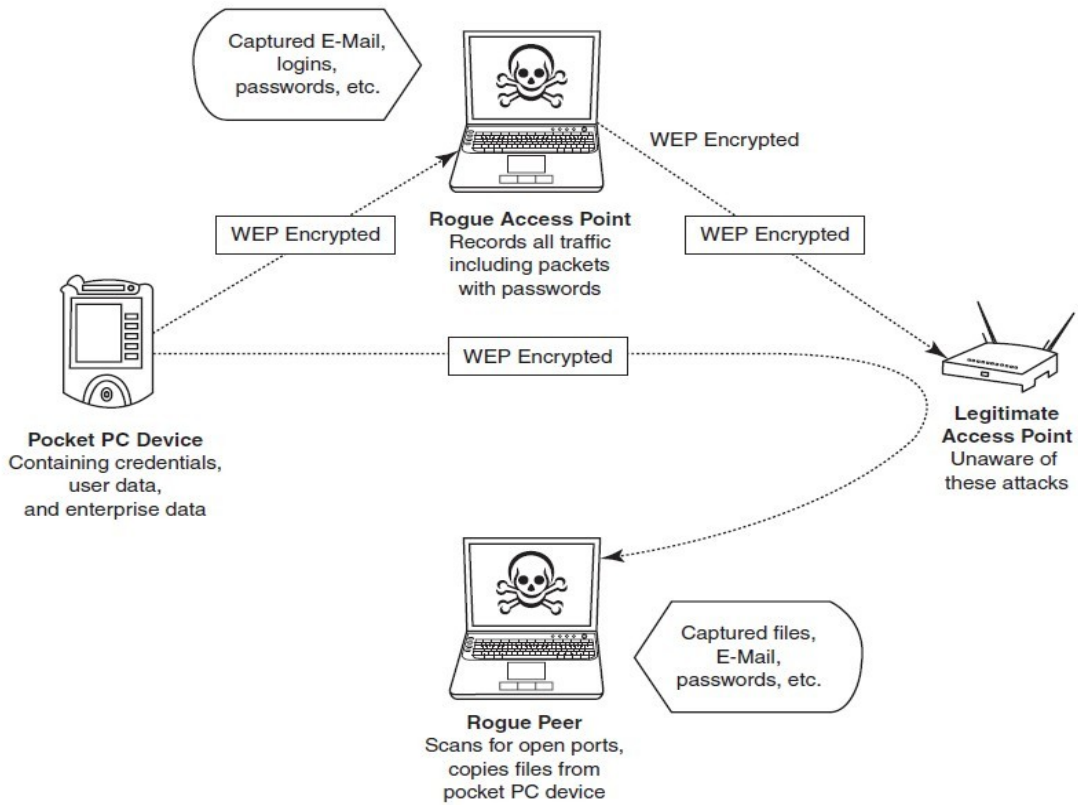 Captured E-Mail,
logins,
passwords, etc.
WEP Encrypted
Rogue Access Point
Records all traffic
including packets
with passwords
WEP Encrypted
WEP Encrypted
WEP Encrypted
Pocket PC Device
Containing credentials,
user data,
and enterprise data
Legitimate
Access Point
Unaware of
these attacks
Captured files,
E-Mail,
passwords, etc.
Rogue Peer
Scans for open ports,
copies files from
pocket PC device